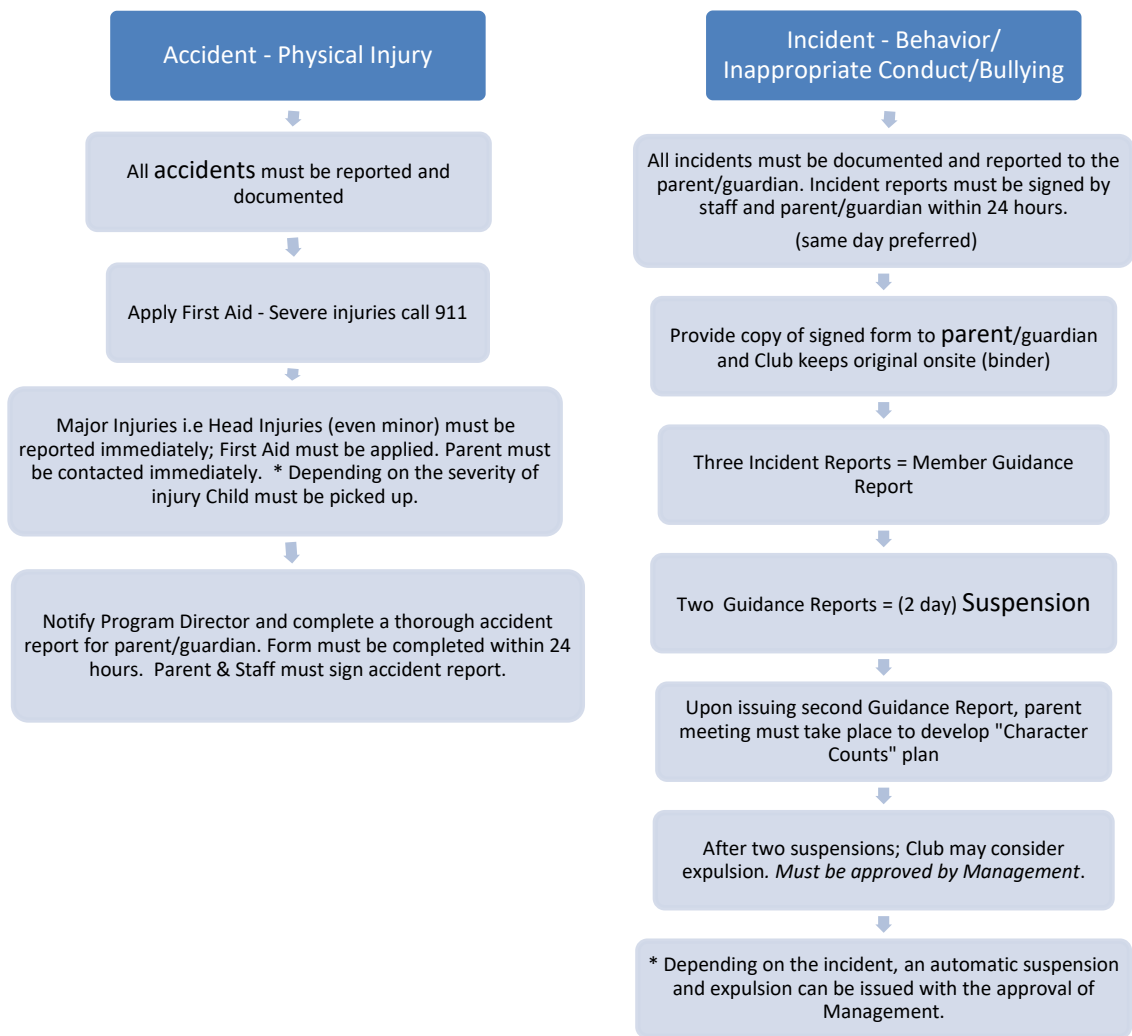 Accident - Physical Injury
All accidents must be reported and
documented
Apply First Aid - Severe injuries call 911
Major Injuries i.e Head Injuries (even minor) must be
reported immediately; First Aid must be applied. Parent must
be contacted immediately.  * Depending on the severity of
injury Child must be picked up.
Notify Program Director and complete a thorough accident
report for parent/guardian. Form must be completed within 24
hours.  Parent & Staff must sign accident report.
Incident - Behavior/
Inappropriate Conduct/Bullying
All incidents must be documented and reported to the
parent/guardian. Incident reports must be signed by
staff and parent/guardian within 24 hours.
(same day preferred)
Provide copy of signed form to parent/guardian
and Club keeps original onsite (binder)
Three Incident Reports = Member Guidance
Report
Two  Guidance Reports = (2 day) Suspension
Upon issuing second Guidance Report, parent
meeting must take place to develop "Character
Counts" plan
After two suspensions; Club may consider
expulsion. Must be approved by Management.
* Depending on the incident, an automatic suspension
and expulsion can be issued with the approval of
Management.